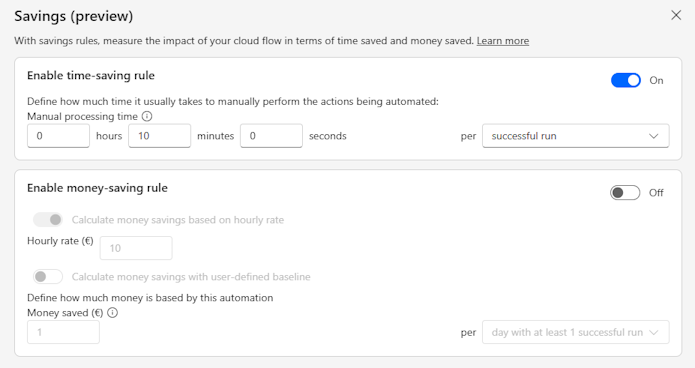 Savings (preview)
With savings rules, measure the impact of your cloud flow in terms of time saved and money saved. Learn more
Enable time-saving rule
On
Define how much time it usually takes to manually perform the actions being automated:
Manual processing time
0 hours 10 minutes 0 seconds per successful run
Enable money-saving rule
Off
Calculate money savings based on hourly rate
Hourly rate (€) 10
Calculate money savings with user-defined baseline
Define how much money is based by this automation
Money saved (€)
1 per day with at least 1 successful run